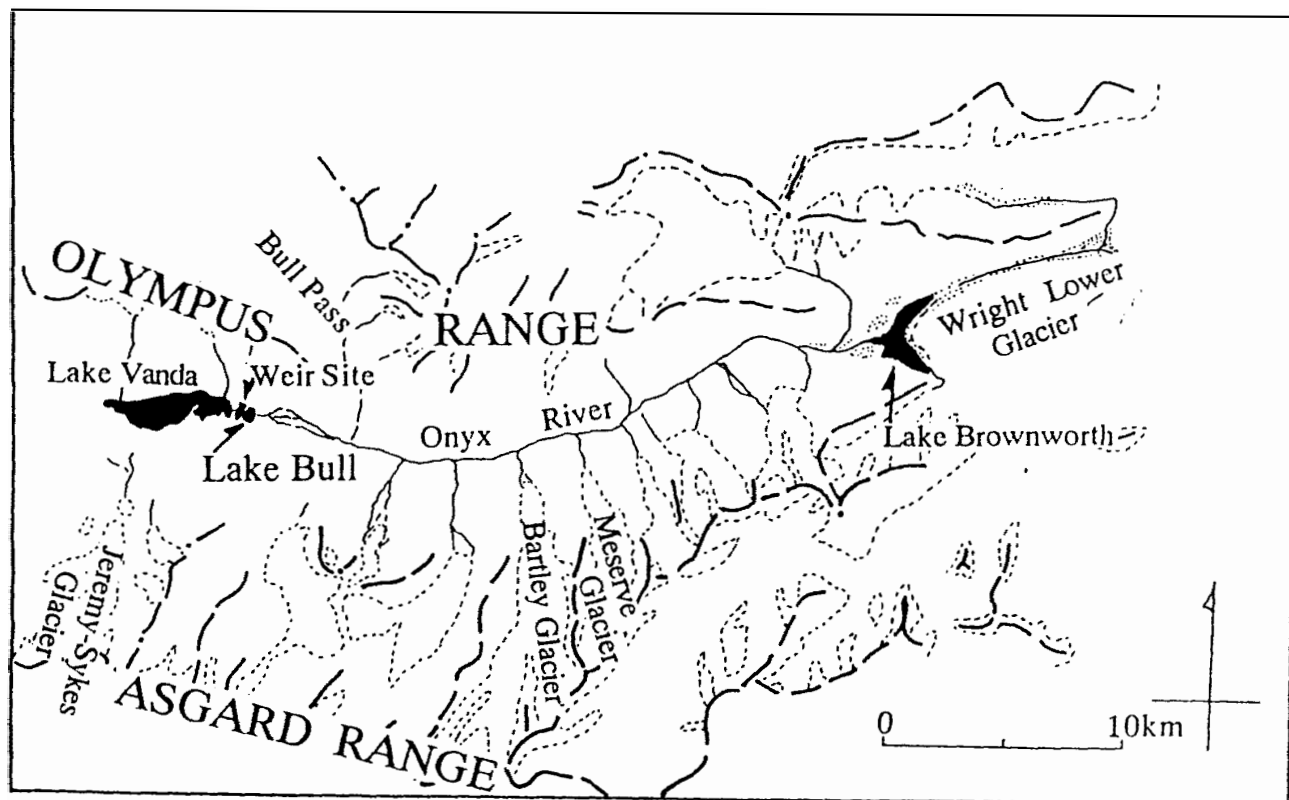 OLYMPUS
Bull Pass
RANGE
Wright Lower
Glacier
Lake Vanda
Weir Site
River
Onyx
Lake Brownworth
Lake Bull
Jeremy-Sykes
Glacier
Bartley Glacier
Meserve
Glacier
ASGARD RANGE
0 10km